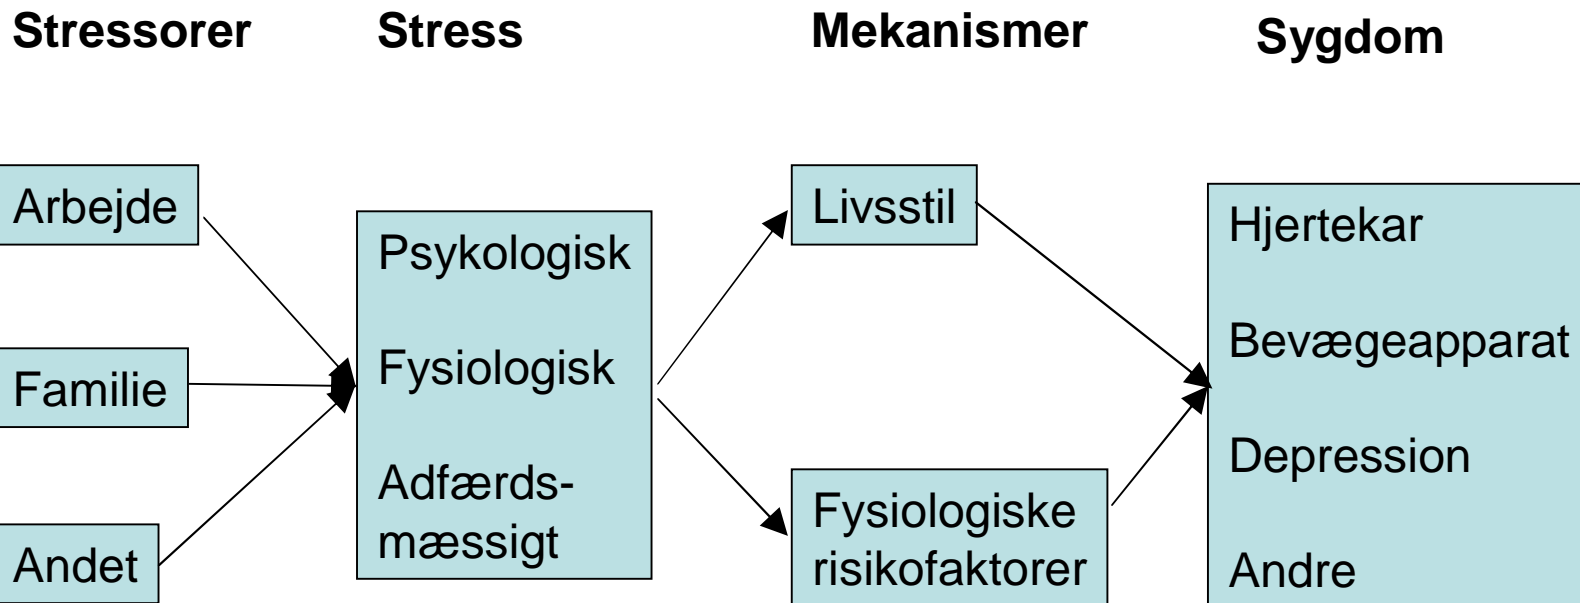 Stressorer
Stress
Mekanismer
Sygdom
Arbejde
Familie
Andet
Psykologisk
Fysiologisk
Adfærds-
mæssigt
Livsstil
Fysiologiske
risikofaktorer
Hjertekar
Bevægeapparat
Depression
Andre